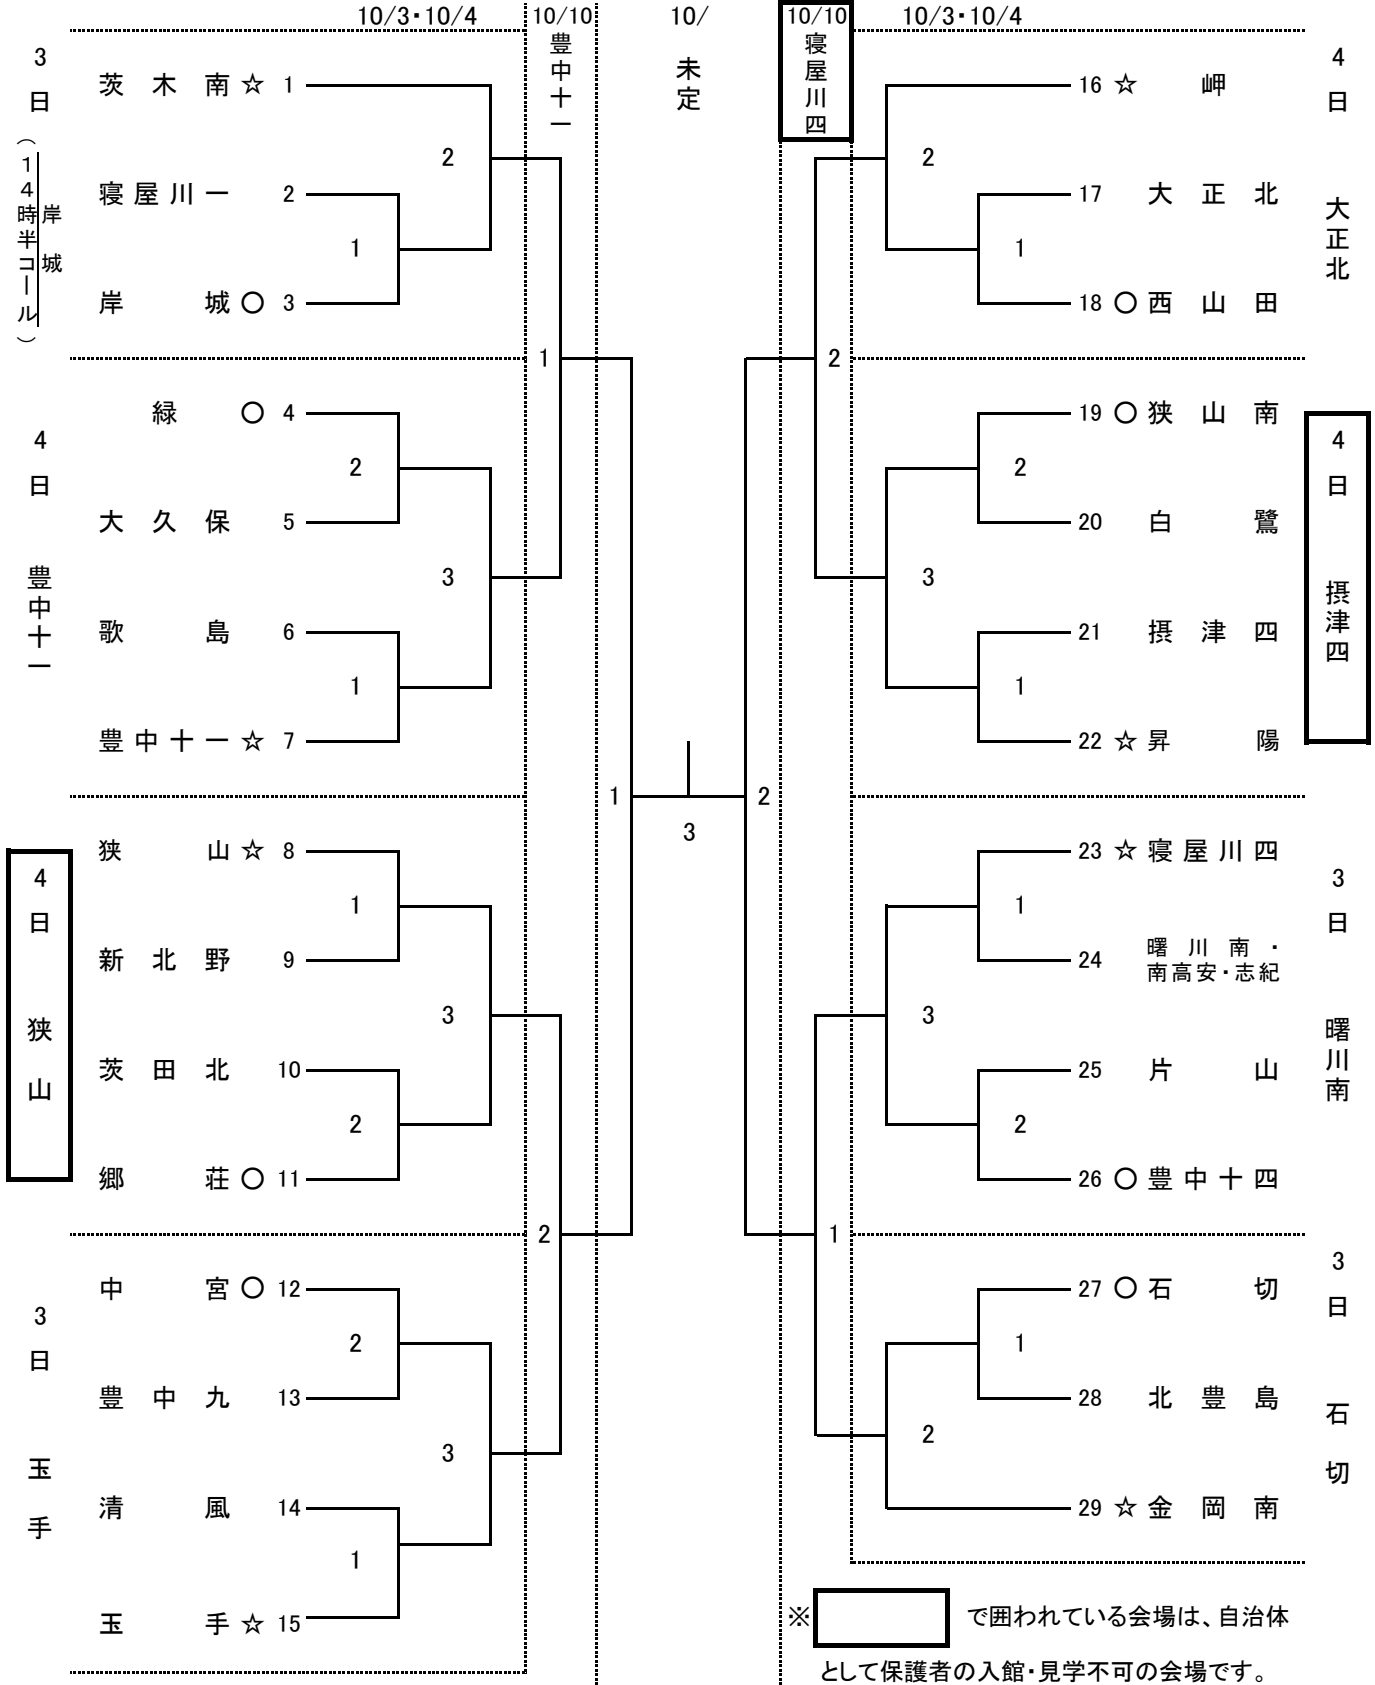 10/3・10/4
10/10
豊中十一
10/
未定
10/10
寝屋川四
10/3・10/4
3日
岸城
（14時半コール）
茨木南 ☆ 1
寝屋川一 2
岸城 ○ 3
2
1
4日
豊中十一
緑 ○ 4
大久保 5
歌島 6
豊中十一 ☆ 7
2
3
1
1
4日
狭山
狭山 ☆ 8
新北野 9
茨田北 10
郷荘 ○ 11
1
3
2
3日
玉手
中宮 ○ 12
豊中九 13
清風 14
玉手 ☆ 15
2
3
1
2
1
3
2
16 ☆ 岬
17 大正北
18 ○ 西山田
2
1
4日
大正北
2
19 ○ 狭山南
20 白鷺
21 摂津四
22 ☆ 昇陽
2
3
1
4日
摂津四
23 ☆ 寝屋川四
24 曙川南・
南高安・志紀
25 片山
26 ○ 豊中十四
1
3
2
3日
曙川南
1
27 ○ 石切
28 北豊島
29 ☆ 金岡南
1
2
3日
石切
※ で囲われている会場は、自治体
として保護者の入館・見学不可の会場です。